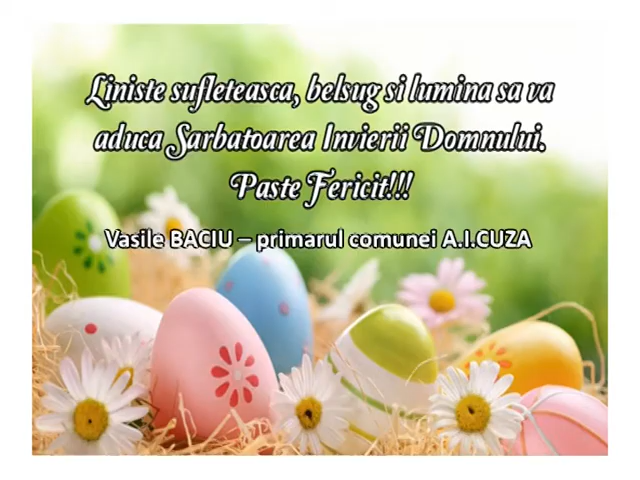 Liniste sufleteasca, belsug si lumina sa va
aduca Sarbatoarea Invierii Domnului.
Paste Fericit!!!
Vasile BACIU – primarul comunei A.I.CUZA